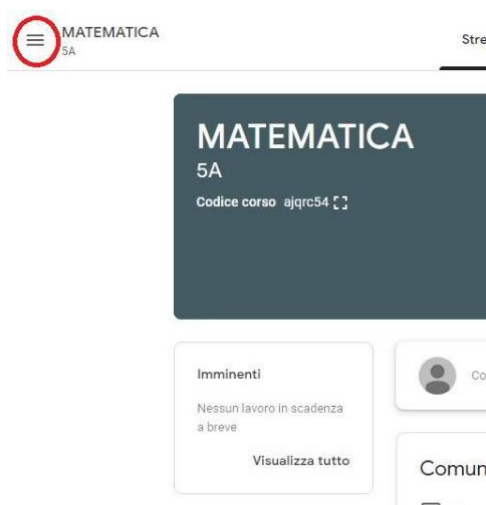 MATEMATICA
5A
Stre
MATEMATICA
5A
Codice corso ajqrc54
Imminenti
Nessun lavoro in scadenza
a breve
Visualizza tutto
Co
Comun